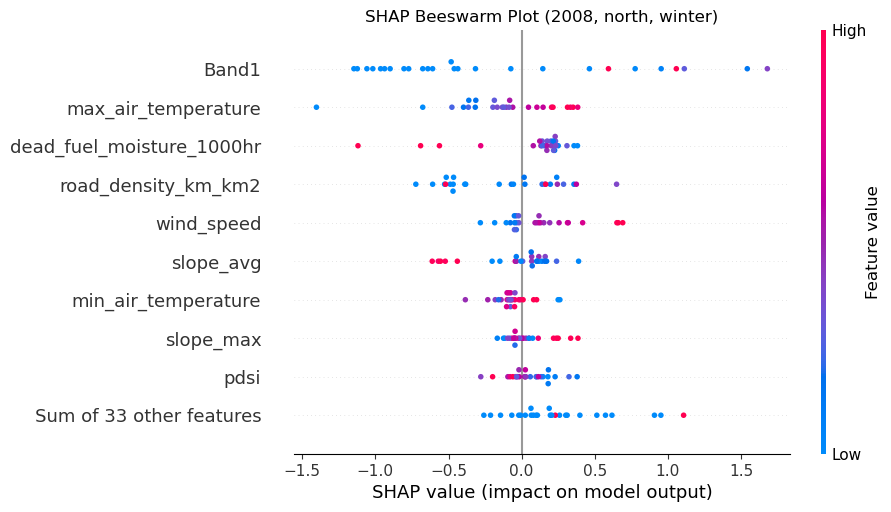 SHAP Beeswarm Plot (2008, north, winter)
High
Band1
max_air_temperature
dead_fuel_moisture_1000hr
road_density_km_km2
wind_speed
slope_avg
min_air_temperature
slope_max
pdsi
Sum of 33 other features
Feature value
Low
−1.5 −1.0 −0.5 0.0 0.5 1.0 1.5
SHAP value (impact on model output)